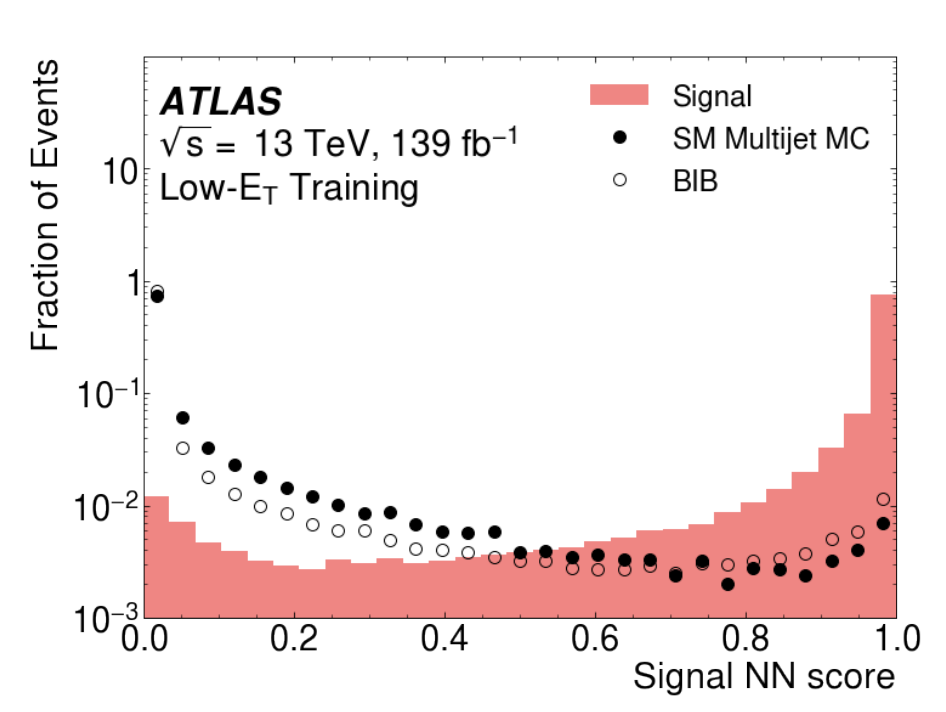 Fraction of Events
ATLAS
√s = 13 TeV, 139 fb⁻¹
Low-E_T Training
Signal
SM Multijet MC
BIB
10
1
10⁻¹
10⁻²
10⁻³
0.0 0.2 0.4 0.6 0.8 1.0
Signal NN score